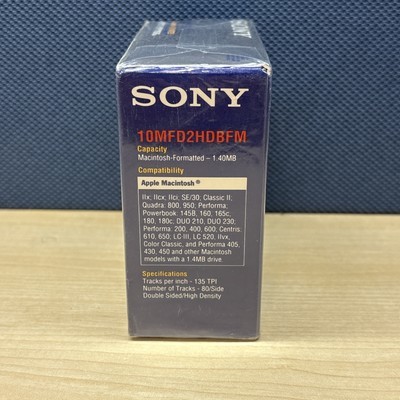 SONY
10MFD2HDBFM
Capacity
Macintosh-Formatted – 1.40MB
Compatibility
Apple Macintosh®
IIx; IIcx, IIci; SE/30, Classic II;
Quadra: 800, 950; Performa,
Powerbook: 145B, 160, 165c,
180, 180c. DUO 210, DUO 230;
Performa: 200, 400, 600, Centris:
610, 650; LC III, LC 520, IIvx,
Color Classic, and Performa 405,
430, 450 and other Macintosh
models with a 1.4MB drive.
Specifications
Tracks per inch - 135 TPI
Number of Tracks - 80/Side
Double Sided/High Density